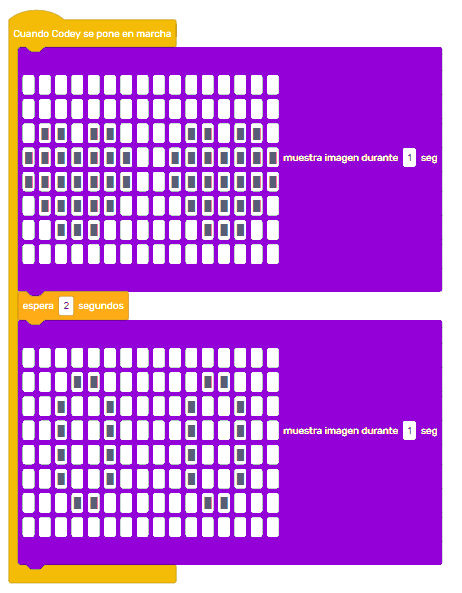 Cuando Codey se pone en marcha
muestra imagen durante 1 seg
espera 2 segundos
muestra imagen durante 1 seg